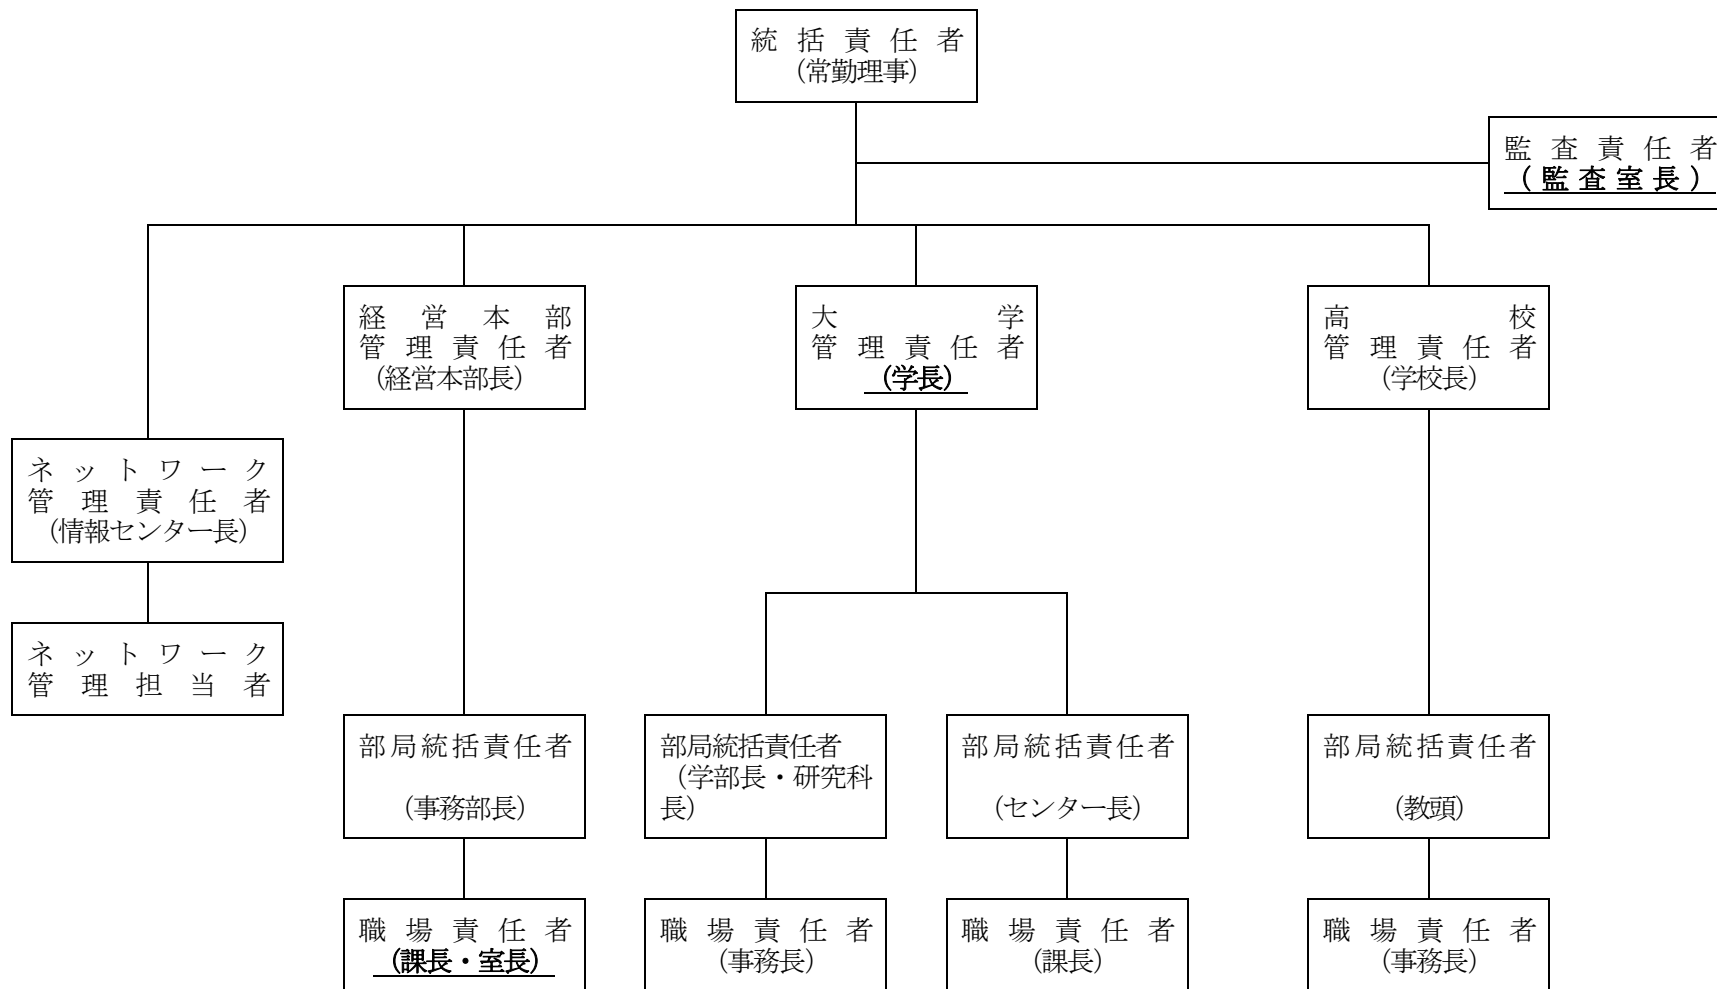 統括責任者
(常勤理事)
監査責任者
(監査室長)
経営本部
管理責任者
(経営本部長)
大学
管理責任者
(学長)
高校
管理責任者
(学校長)
ネットワーク
管理責任者
(情報センター長)
ネットワーク
管理担当者
部局統括責任者
(事務部長)
部局統括責任者
(学部長・研究科
長)
部局統括責任者
(センター長)
部局統括責任者
(教頭)
職場責任者
(課長・室長)
職場責任者
(事務長)
職場責任者
(課長)
職場責任者
(事務長)